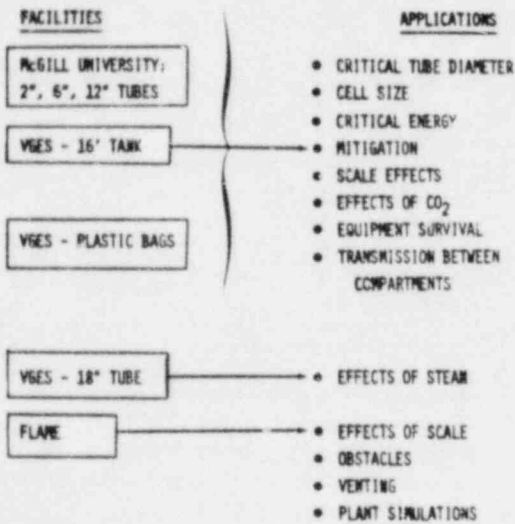 FACILITIES
McGILL UNIVERSITY:
2", 6", 12" TUBES
VGES - 16' TANK
VGES - PLASTIC BAGS
VGES - 18" TUBE
FLAME
APPLICATIONS
• CRITICAL TUBE DIAMETER
• CELL SIZE
• CRITICAL ENERGY
• MITIGATION
• SCALE EFFECTS
• EFFECTS OF CO₂
• EQUIPMENT SURVIVAL
• TRANSMISSION BETWEEN
COMPARTMENTS
• EFFECTS OF STEAM
• EFFECTS OF SCALE
• OBSTACLES
• VENTING
• PLANT SIMULATIONS